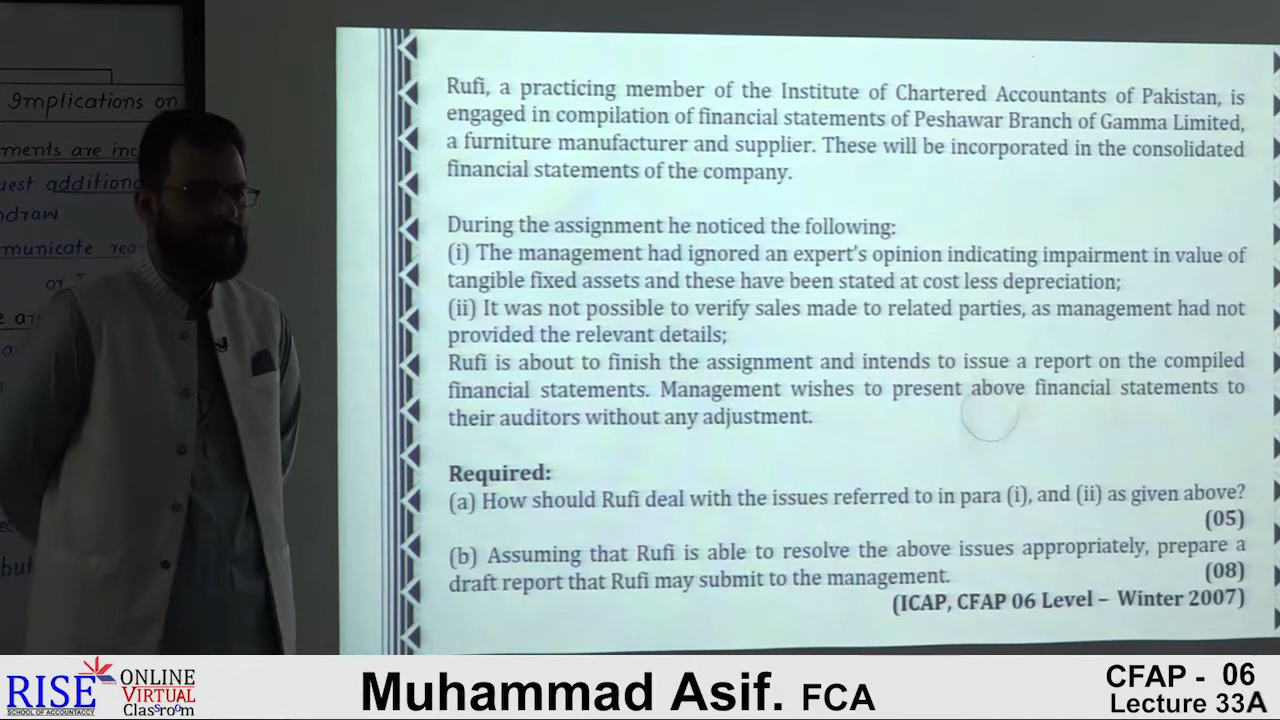 Implications on
ments are in
uest additiona
hdraw
municate rea
or
e are
but
Rufi, a practicing member of the Institute of Chartered Accountants of Pakistan, is
engaged in compilation of financial statements of Peshawar Branch of Gamma Limited,
a furniture manufacturer and supplier. These will be incorporated in the consolidated
financial statements of the company.
During the assignment he noticed the following:
(i) The management had ignored an expert's opinion indicating impairment in value of
tangible fixed assets and these have been stated at cost less depreciation;
(ii) It was not possible to verify sales made to related parties, as management had not
provided the relevant details;
Rufi is about to finish the assignment and intends to issue a report on the compiled
financial statements. Management wishes to present above financial statements to
their auditors without any adjustment.
Required:
(a) How should Rufi deal with the issues referred to in para (i), and (ii) as given above?
(05)
(b) Assuming that Rufi is able to resolve the above issues appropriately, prepare a
draft report that Rufi may submit to the management. (08)
(ICAP, CFAP 06 Level – Winter 2007)
RISE ONLINE
VIRTUAL
SCHOOL OF ACCOUNTANCY Classroom
Muhammad Asif. FCA
CFAP - 06
Lecture 33A